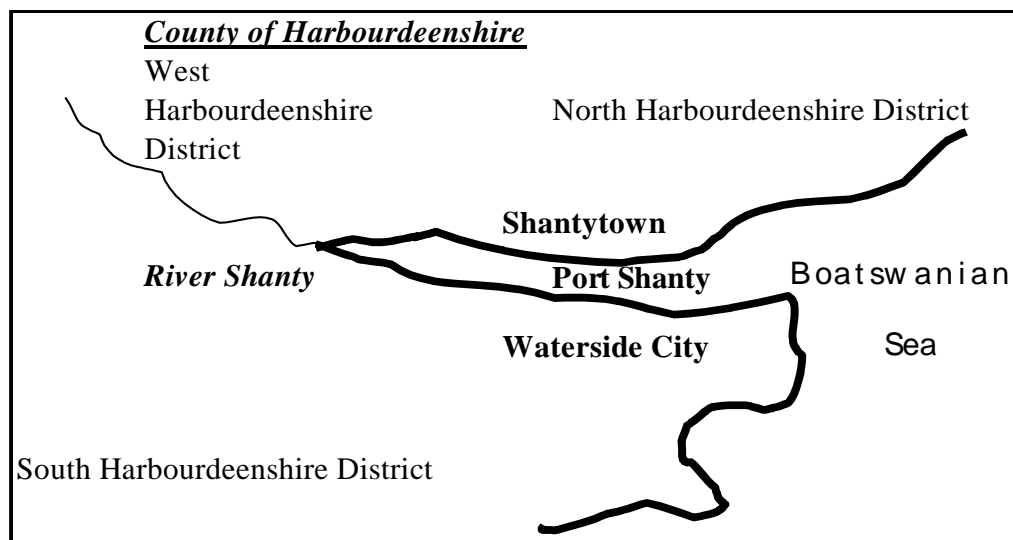 County of Harbourdeenshire
West
Harbourdeenshire
District
North Harbourdeenshire District
Shantytown
River Shanty
Port Shanty
Boatswanian
Waterside City
Sea
South Harbourdeenshire District